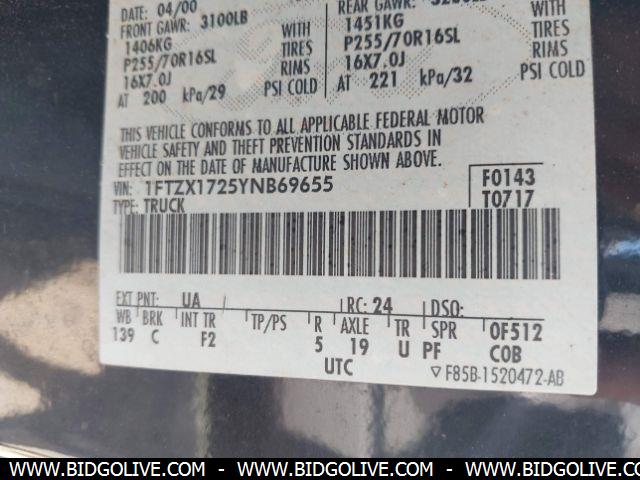 DATE: 04/00
FRONT GAWR: 3100LB
1406KG WITH
P255/70R16SL TIRES
16X7.0J RIMS
AT 200 kPa/29 PSI COLD
REAR GAWR: 3200LB
1451KG WITH
P255/70R16SL TIRES
16X7.0J RIMS
AT 221 kPa/32 PSI COLD
THIS VEHICLE CONFORMS TO ALL APPLICABLE FEDERAL MOTOR
VEHICLE SAFETY AND THEFT PREVENTION STANDARDS IN
EFFECT ON THE DATE OF MANUFACTURE SHOWN ABOVE.
VIN: 1FTZX1725YNB69655
TYPE: TRUCK
F0143
T0717
EXT PNT: UA RC: 24 DSO:
WB BRK INT TR TP/PS R AXLE TR SPR 0F512
139 C F2 5 19 U PF COB
UTC
▽ F85B-1520472-AB
WWW.BIDGOLIVE.COM - WWW.BIDGOLIVE.COM - WWW.BIDGOLIVE.COM